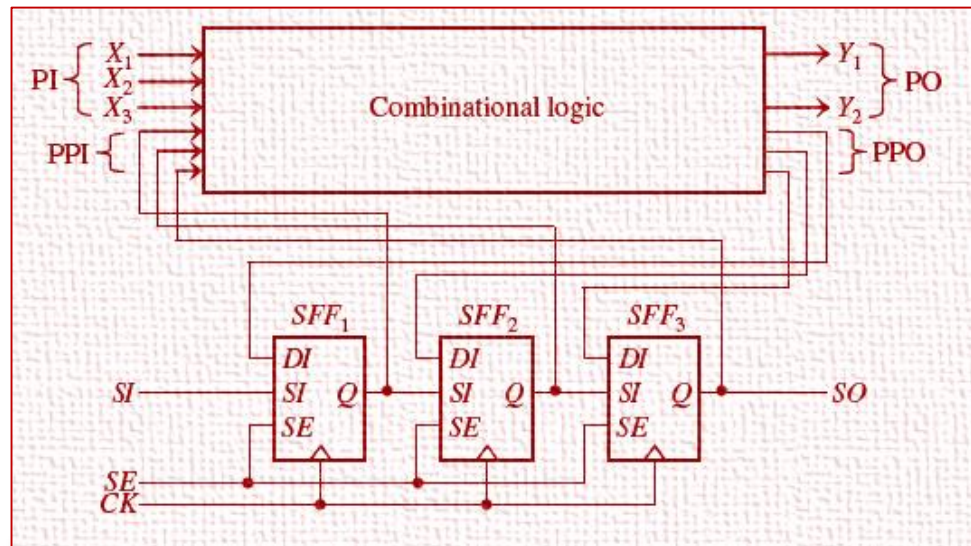 PI
X1
X2
X3
PPI
Combinational logic
Y1
Y2
PO
PPO
SFF1
SFF2
SFF3
DI
DI
DI
SI
SI
Q
SI
Q
SI
Q
SO
SE
SE
SE
SE
CK